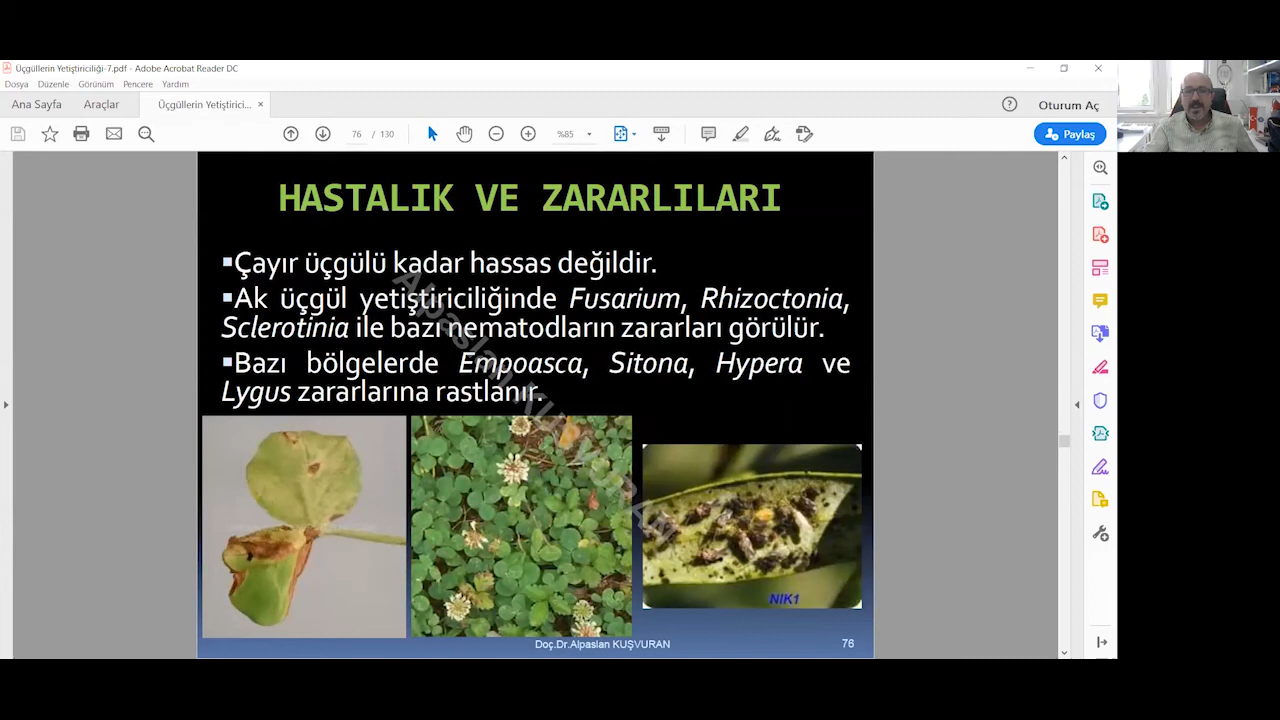 Üçgüllerin Yetiştiriciliği-7.pdf - Adobe Acrobat Reader DC
Dosya Düzenle Görünüm Pencere Yardım
Ana Sayfa Araçlar Üçgüllerin Yetiştirici... × Oturum Aç
76 / 130 %85 Paylaş
HASTALIK VE ZARARLILARI
▪Çayır üçgülü kadar hassas değildir.
▪Ak üçgül yetiştiriciliğinde Fusarium, Rhizoctonia,
Sclerotinia ile bazı nematodların zararları görülür.
▪Bazı bölgelerde Empoasca, Sitona, Hypera ve
Lygus zararlarına rastlanır.
Alpaslan KUŞVURAN
NIK1
Doç.Dr.Alpaslan KUŞVURAN 76